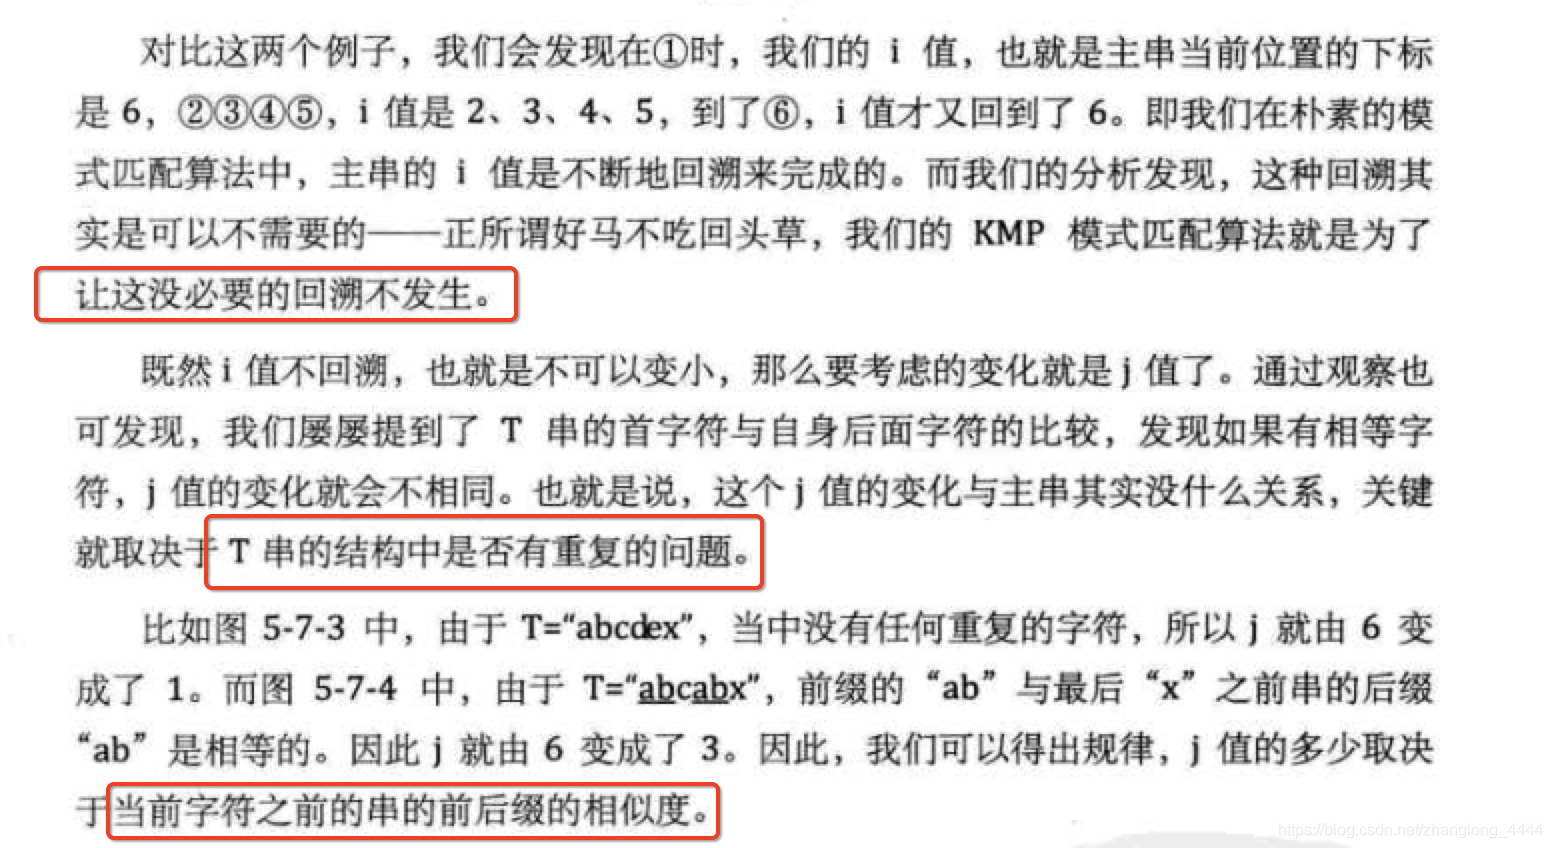 对比这两个例子，我们会发现在①时，我们的 i 值，也就是主串当前位置的下标
是 6，②③④⑤，i 值是 2、3、4、5，到了⑥，i 值才又回到了 6。即我们在朴素的模
式匹配算法中，主串的 i 值是不断地回溯来完成的。而我们的分析发现，这种回溯其
实是可以不需要的——正所谓好马不吃回头草，我们的 KMP 模式匹配算法就是为了
让这没必要的回溯不发生。
既然 i 值不回溯，也就是不可以变小，那么要考虑的变化就是 j 值了。通过观察也
可发现，我们屡屡提到了 T 串的首字符与自身后面字符的比较，发现如果有相等字
符，j 值的变化就会不相同。也就是说，这个 j 值的变化与主串其实没什么关系，关键
就取决于 T 串的结构中是否有重复的问题。
比如图 5-7-3 中，由于 T=“abcdex”，当中没有任何重复的字符，所以 j 就由 6 变
成了 1。而图 5-7-4 中，由于 T=“abcabx”，前缀的“ab”与最后“x”之前串的后缀
“ab”是相等的。因此 j 就由 6 变成了 3。因此，我们可以得出规律，j 值的多少取决
于当前字符之前的串的前后缀的相似度。
https://blog.csdn.net/zhanglong_4444